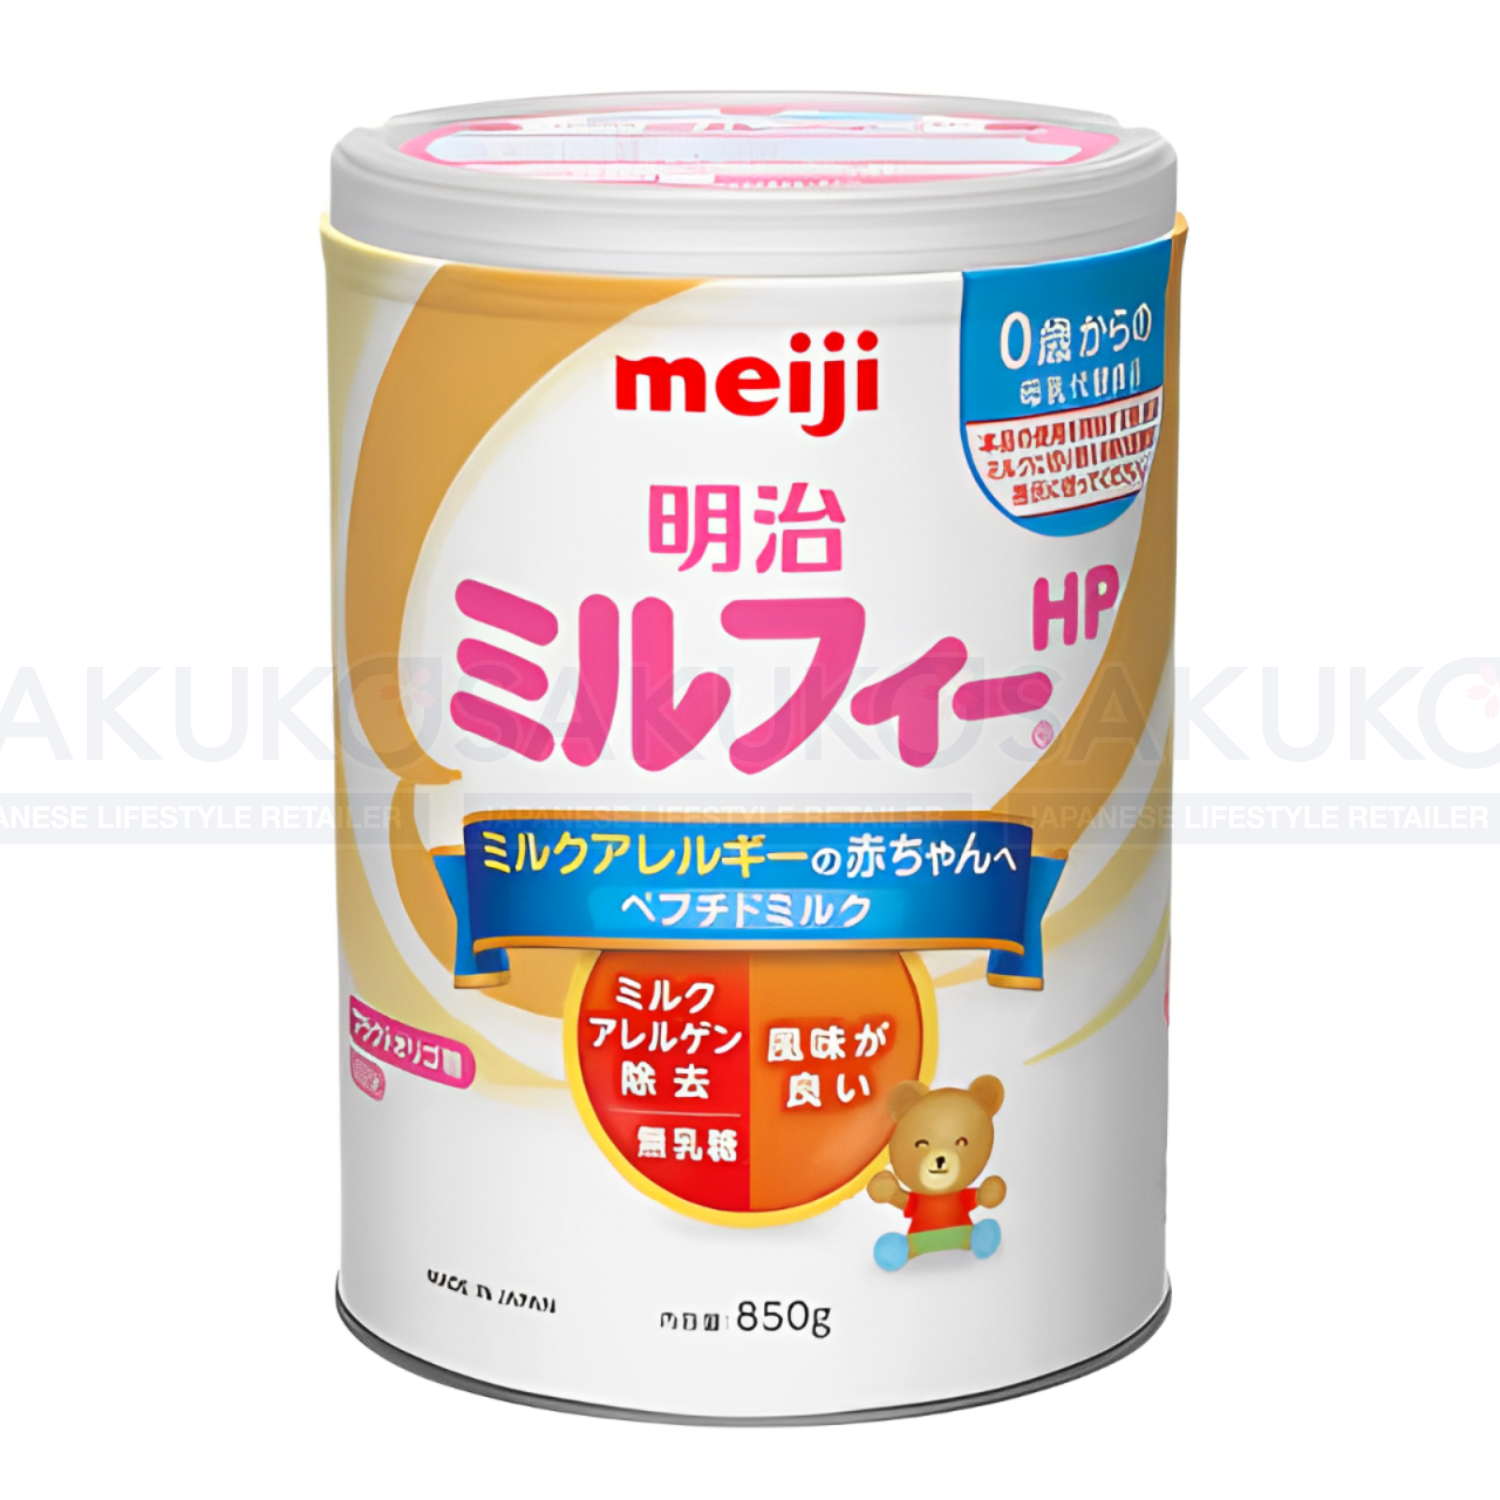 meiji
0歳からの
明治
ミルフィー HP
SAKUKO SAKUKO SAKUKO
JAPANESE LIFESTYLE RETAILER JAPANESE LIFESTYLE RETAILER JAPANESE LIFESTYLE RETAILER
ミルクアレルギーの赤ちゃんへ
ペプチドミルク
ミルク
アレルゲン
除去
無乳糖
風味が
良い
850g